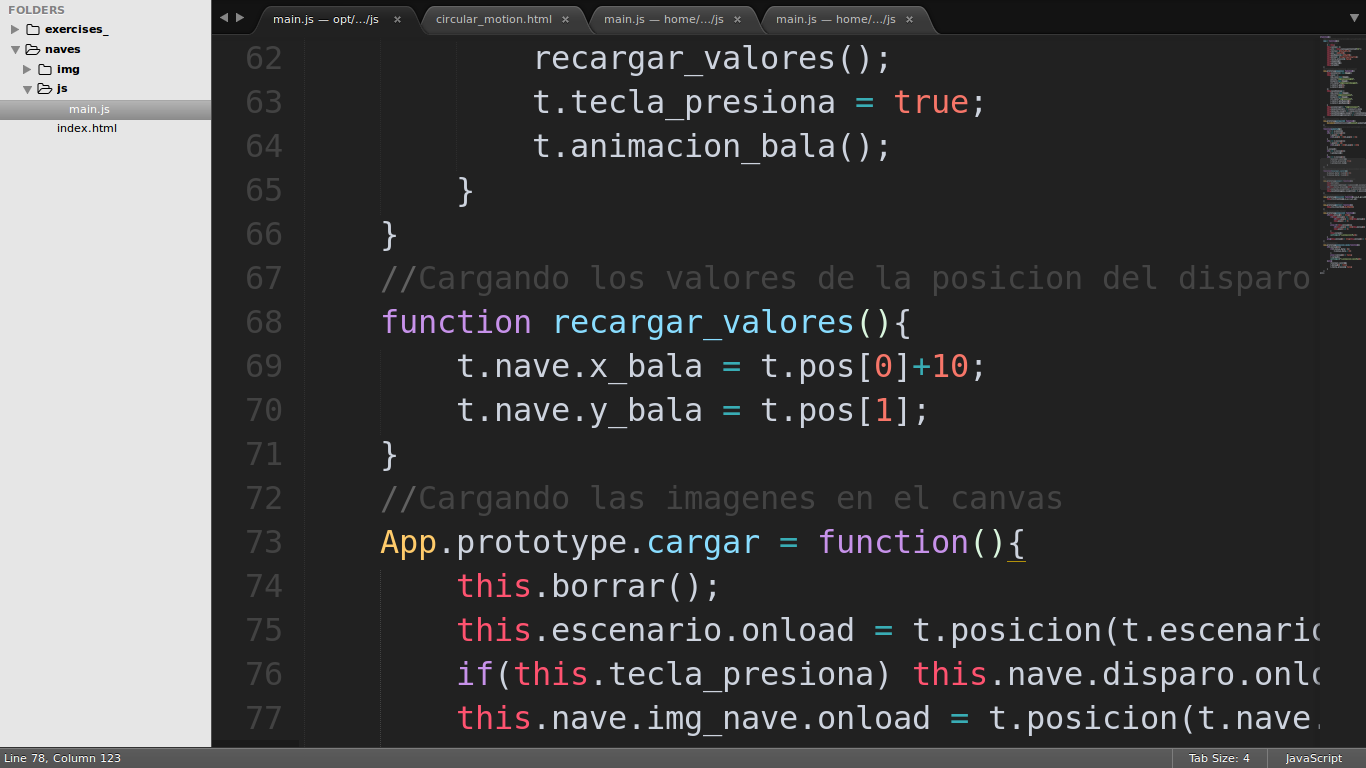 FOLDERS
exercises_
naves
img
js
main.js
index.html
main.js — opt/.../js
circular_motion.html
main.js — home/.../js
main.js — home/.../js
62 recargar_valores();
63 t.tecla_presiona = true;
64 t.animacion_bala();
65 }
66 }
67 //Cargando los valores de la posicion del disparo
68 function recargar_valores(){
69 t.nave.x_bala = t.pos[0]+10;
70 t.nave.y_bala = t.pos[1];
71 }
72 //Cargando las imagenes en el canvas
73 App.prototype.cargar = function(){
74 this.borrar();
75 this.escenario.onload = t.posicion(t.escenario
76 if(this.tecla_presiona) this.nave.disparo.onlo
77 this.nave.img_nave.onload = t.posicion(t.nave.
Line 78, Column 123
Tab Size: 4
JavaScript